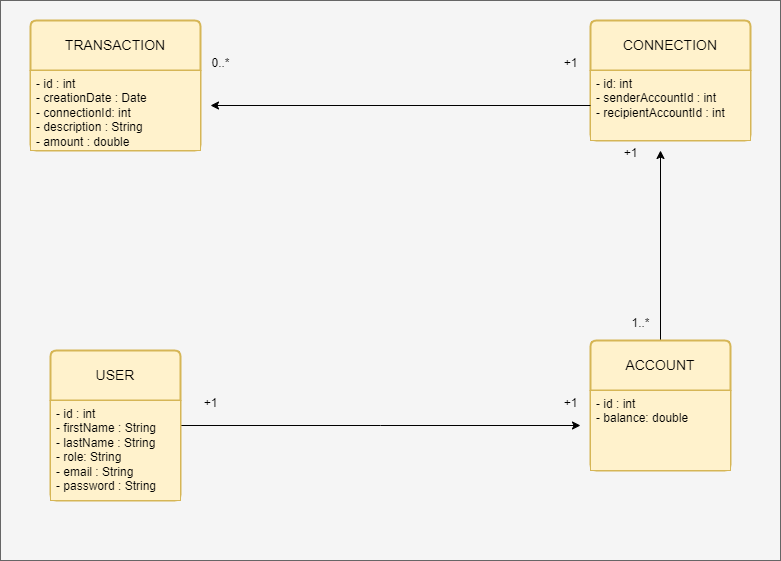 TRANSACTION
- id : int
- creationDate : Date
- connectionId: int
- description : String
- amount : double
0..*
+1
CONNECTION
- id: int
- senderAccountId : int
- recipientAccountId : int
+1
1..*
USER
- id : int
- firstName : String
- lastName : String
- role: String
- email : String
- password : String
+1
+1
ACCOUNT
- id : int
- balance: double